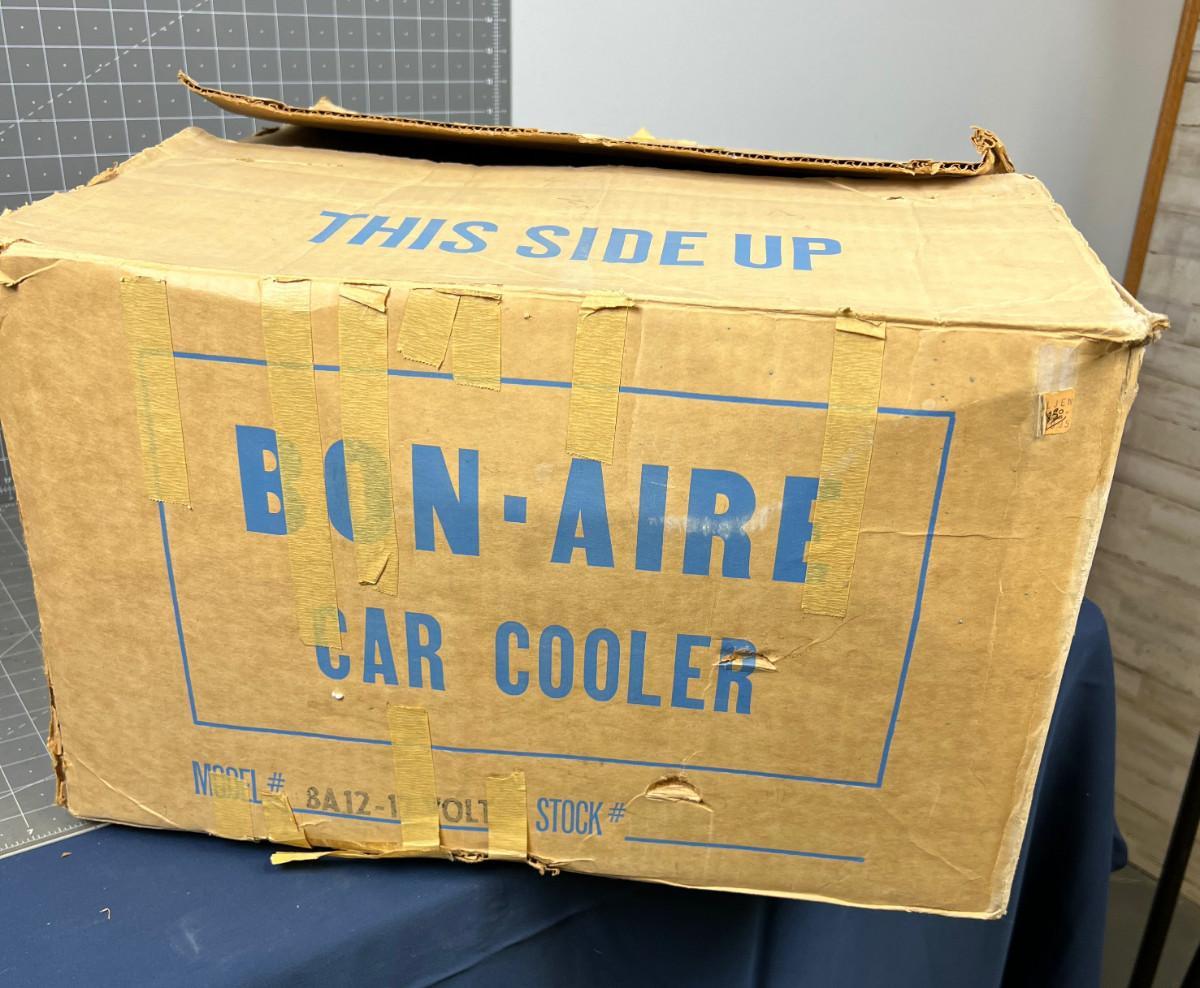 THIS SIDE UP
BON·AIRE
CAR COOLER
MODEL # 8A12-1 VOLT STOCK #